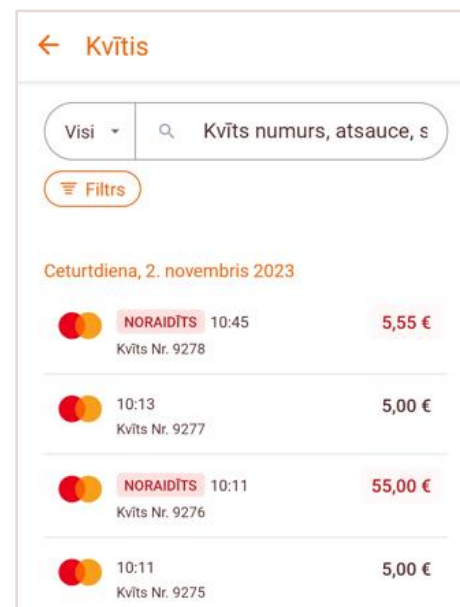 Kvītis
Visi Kvīts numurs, atsauce, s
Filtrs
Ceturtdiena, 2. novembris 2023
NORAIDĪTS 10:45 5,55 €
Kvīts Nr. 9278
10:13 5,00 €
Kvīts Nr. 9277
NORAIDĪTS 10:11 55,00 €
Kvīts Nr. 9276
10:11 5,00 €
Kvīts Nr. 9275